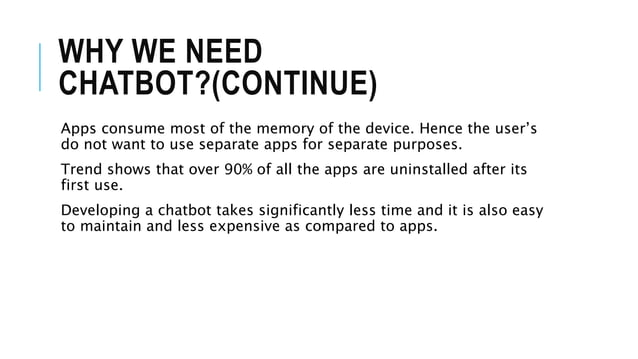 WHY WE NEED
CHATBOT?(CONTINUE)
Apps consume most of the memory of the device. Hence the user’s
do not want to use separate apps for separate purposes.
Trend shows that over 90% of all the apps are uninstalled after its
first use.
Developing a chatbot takes significantly less time and it is also easy
to maintain and less expensive as compared to apps.